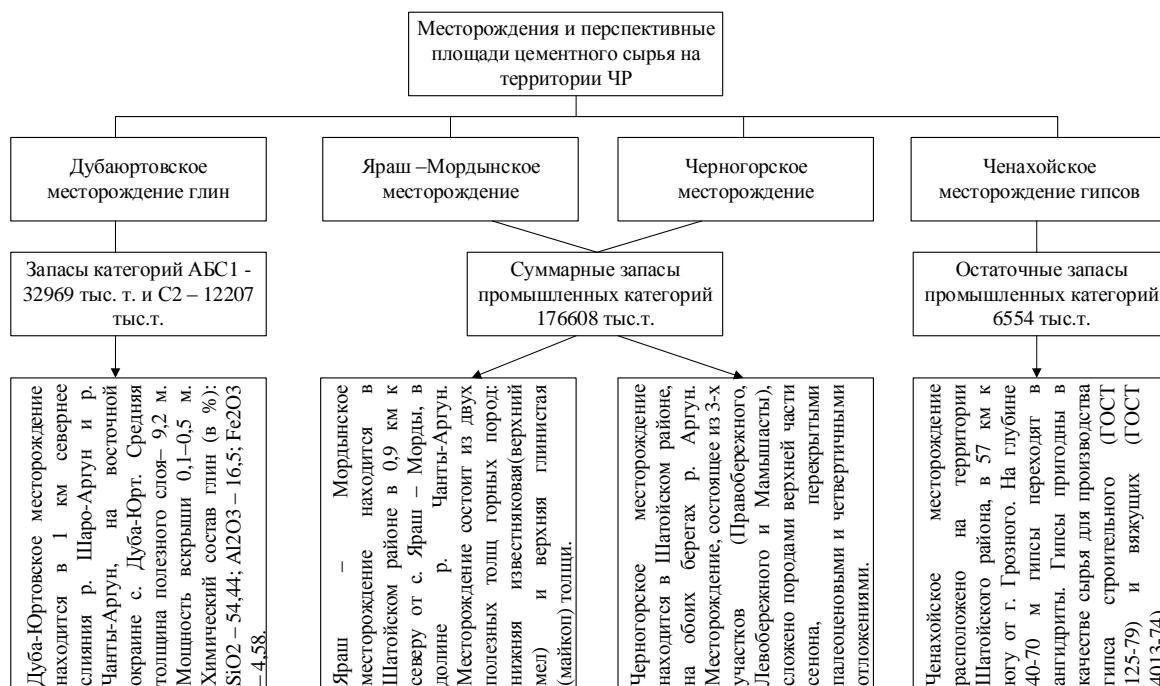 Месторождения и перспективные
площади цементного сырья на
территории ЧР
Дубаюртовское
месторождение глин
Яраш –Мордынское
месторождение
Черногорское
месторождение
Ченахойское
месторождение гипсов
Запасы категорий АБС1 -
32969 тыс. т. и С2 – 12207
тыс.т.
Суммарные запасы
промышленных категорий
176608 тыс.т.
Остаточные запасы
промышленных категорий
6554 тыс.т.
Дуба-Юртовское месторождение
находится в 1 км севернее
слияния р. Шаро-Аргун и р.
Чанты-Аргун, на восточной
окраине с. Дуба-Юрт. Средняя
толщина полезного слоя– 9,2 м.
Мощность вскрыши 0,1–0,5 м.
Химический состав глин (в %):
SiO2 – 54,44; Al2O3 – 16,5; Fe2O3
– 4,58.
Яраш – Мордынское
месторождение находится в
Шатойском районе в 0,9 км к
северу от с. Яраш – Морды, в
долине р. Чанты-Аргун.
Месторождение состоит из двух
полезных толщ горных пород:
нижняя известняковая(верхний
мел) и верхняя глинистая
(майкоп) толщи.
Черногорское месторождение
находится в Шатойском районе,
на обоих берегах р. Аргун.
Месторождение, состоящее из 3-х
участков (Правобережного,
Левобережного и Мамышасты),
сложено породами верхней части
сенона, перекрытыми
палеоценовыми и четвертичными
отложениями.
Ченахойское месторождение
расположено на территории
Шатойского района, в 57 км к
югу от г. Грозного. На глубине
40-70 м гипсы переходят в
ангидриты. Гипсы пригодны в
качестве сырья для производства
гипса строительного (ГОСТ
125-79) и вяжущих (ГОСТ
4013-74)